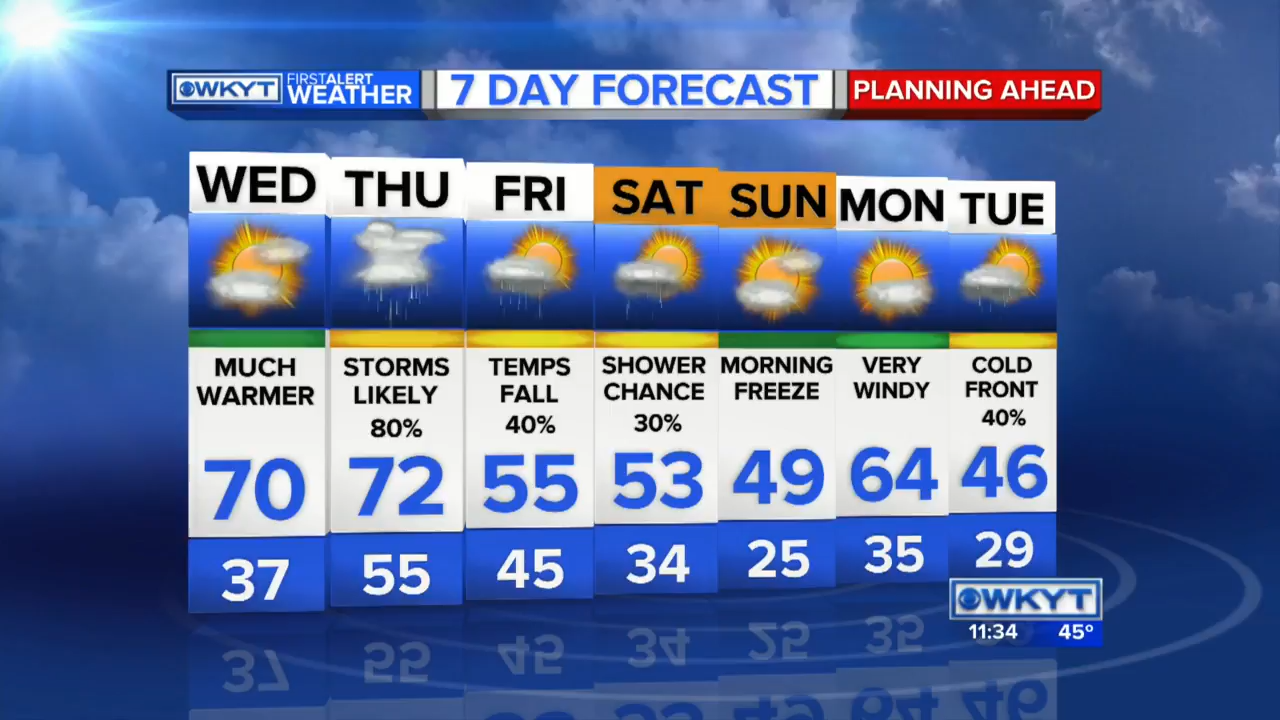 WKYT FIRST ALERT WEATHER 7 DAY FORECAST PLANNING AHEAD
WED THU FRI SAT SUN MON TUE
MUCH WARMER
STORMS LIKELY 80%
TEMPS FALL 40%
SHOWER CHANCE 30%
MORNING FREEZE
VERY WINDY
COLD FRONT 40%
70 72 55 53 49 64 46
37 55 45 34 25 35 29
WKYT
11:34 45°